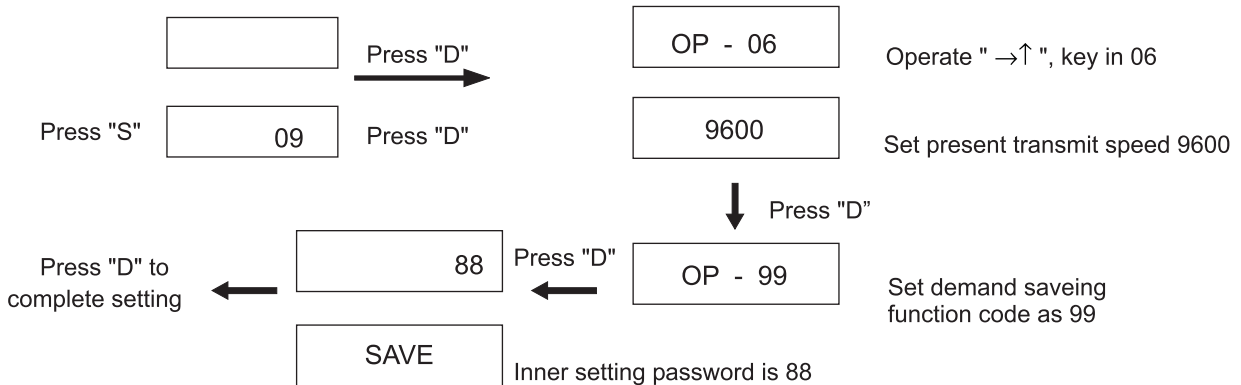 Press "D"
OP - 06
Operate " →↑ ", key in 06
Press "S"
09
Press "D"
9600
Set present transmit speed 9600
Press "D”
Press "D" to
complete setting
88
Press "D"
OP - 99
Set demand saveing
function code as 99
SAVE
Inner setting password is 88